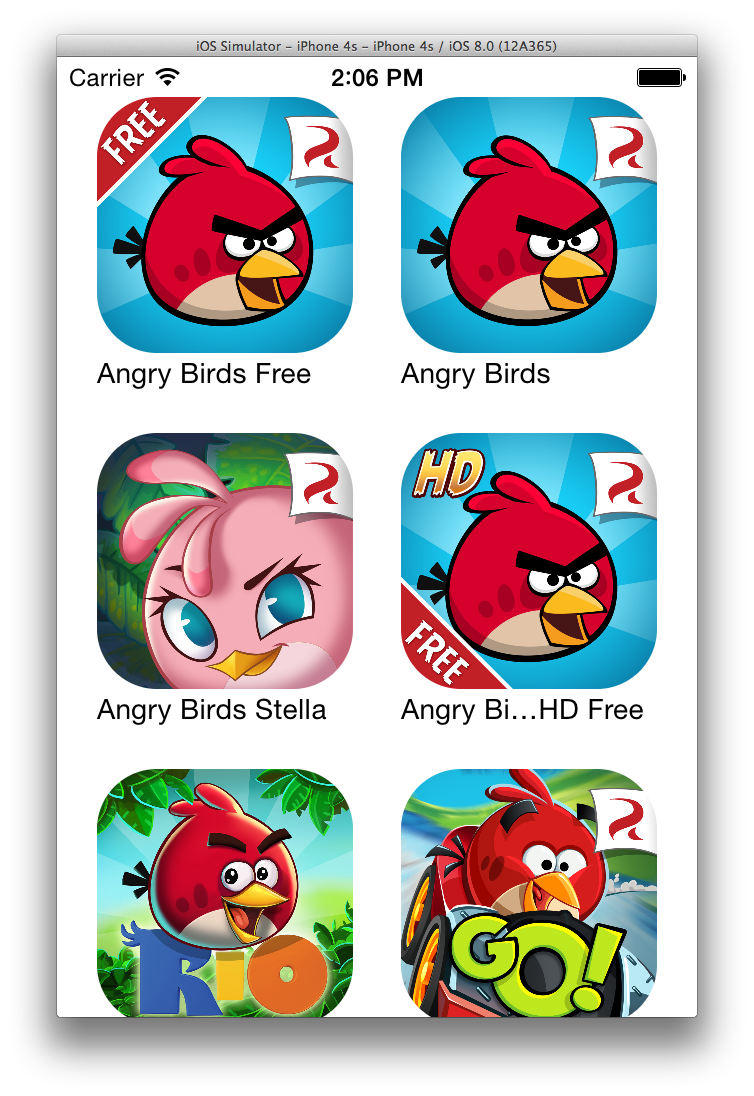 iOS Simulator – iPhone 4s – iPhone 4s / iOS 8.0 (12A365)
Carrier 2:06 PM
FREE
Angry Birds Free Angry Birds
HD
FREE
Angry Birds Stella Angry Bi...HD Free
RIO GO!